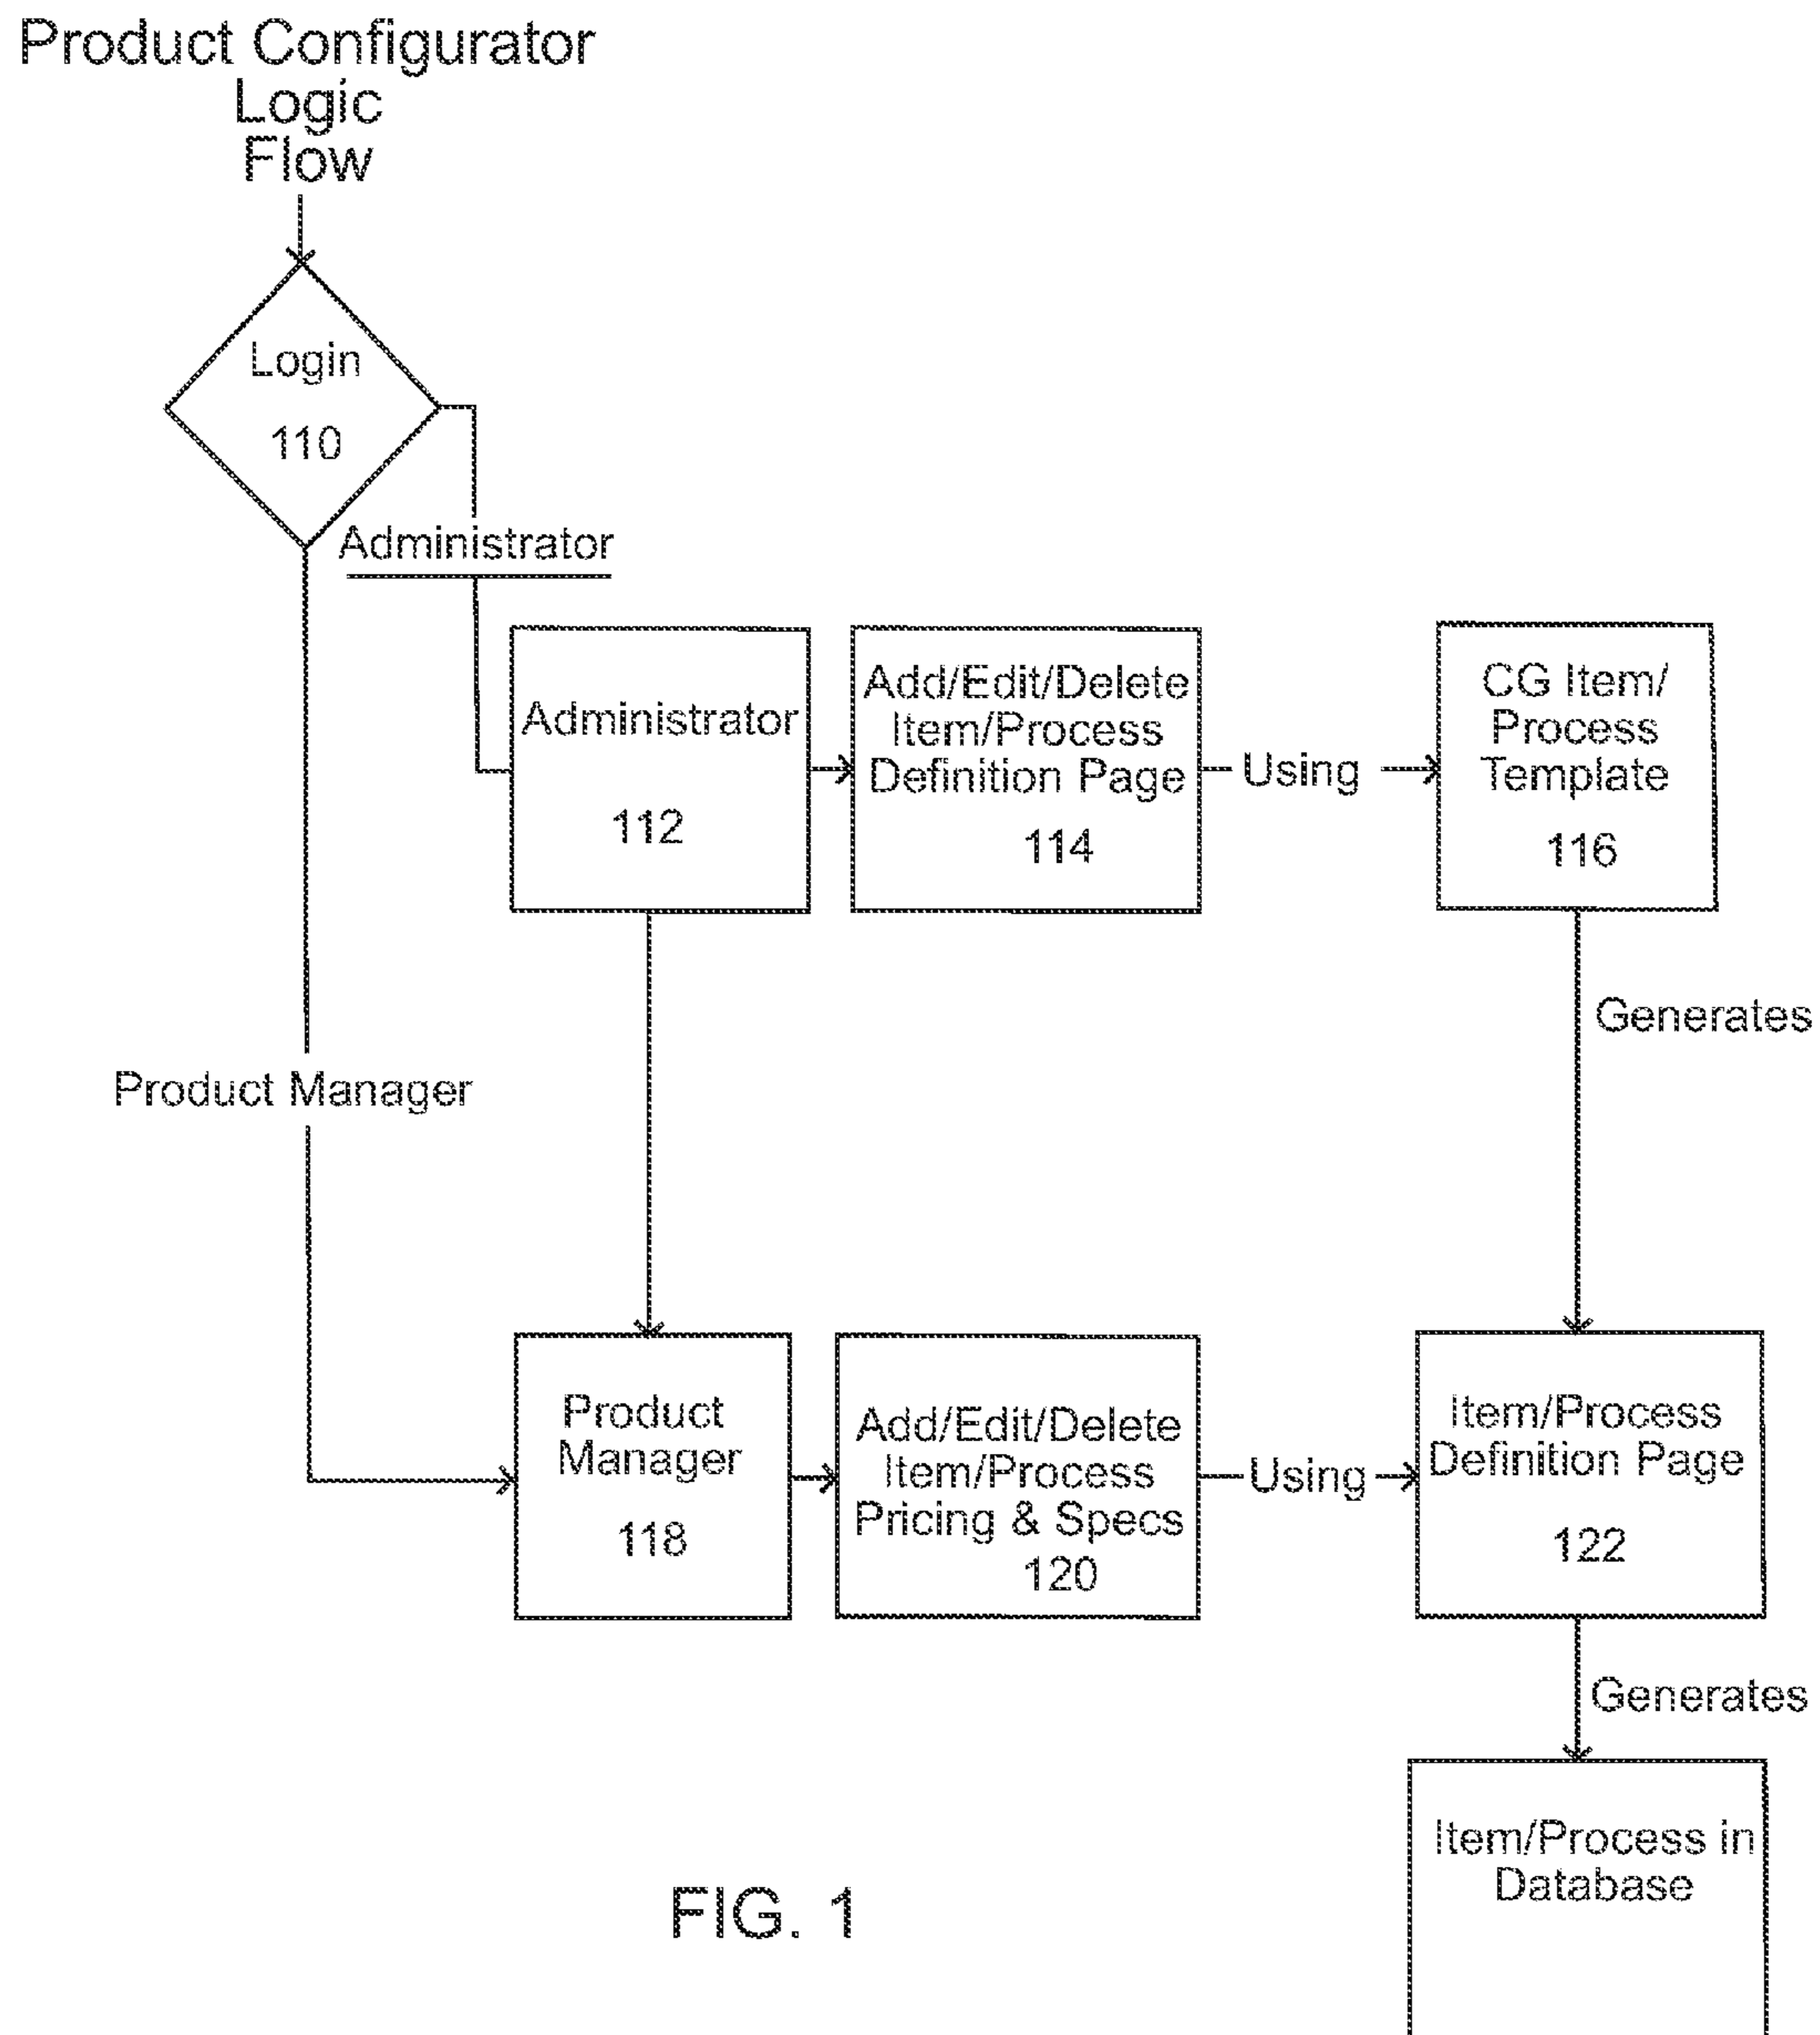 Product Configurator
Logic
Flow
Login
110
Administrator
Administrator
112
Add/Edit/Delete
Item/Process
Definition Page
114
Using
CG Item/
Process
Template
116
Generates
Product Manager
Product
Manager
118
Add/Edit/Delete
Item/Process
Pricing & Specs
120
Using
Item/Process
Definition Page
122
Generates
Item/Process in
Database
FIG. 1